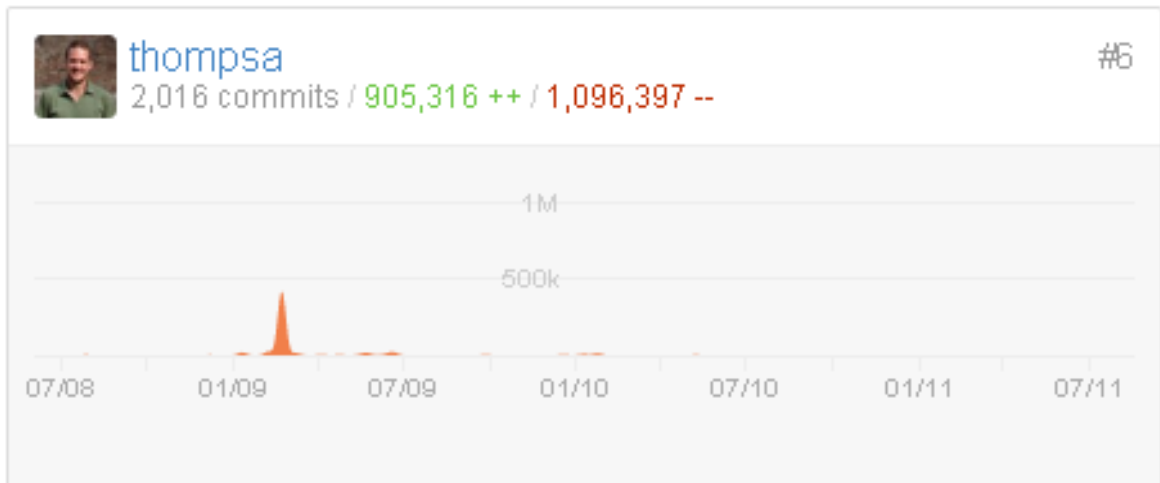 thompsa #6
2,016 commits / 905,316 ++ / 1,096,397 --
1M
500k
07/08 01/09 07/09 01/10 07/10 01/11 07/11